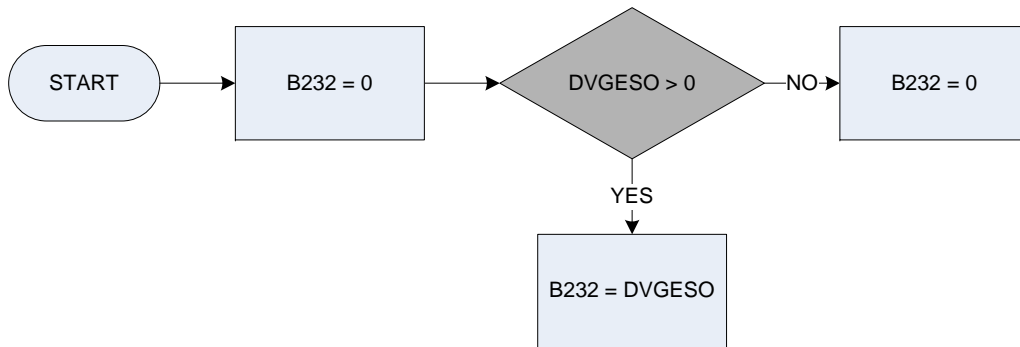 START
B232 = 0
DVGESO > 0
NO
B232 = 0
YES
B232 = DVGESO